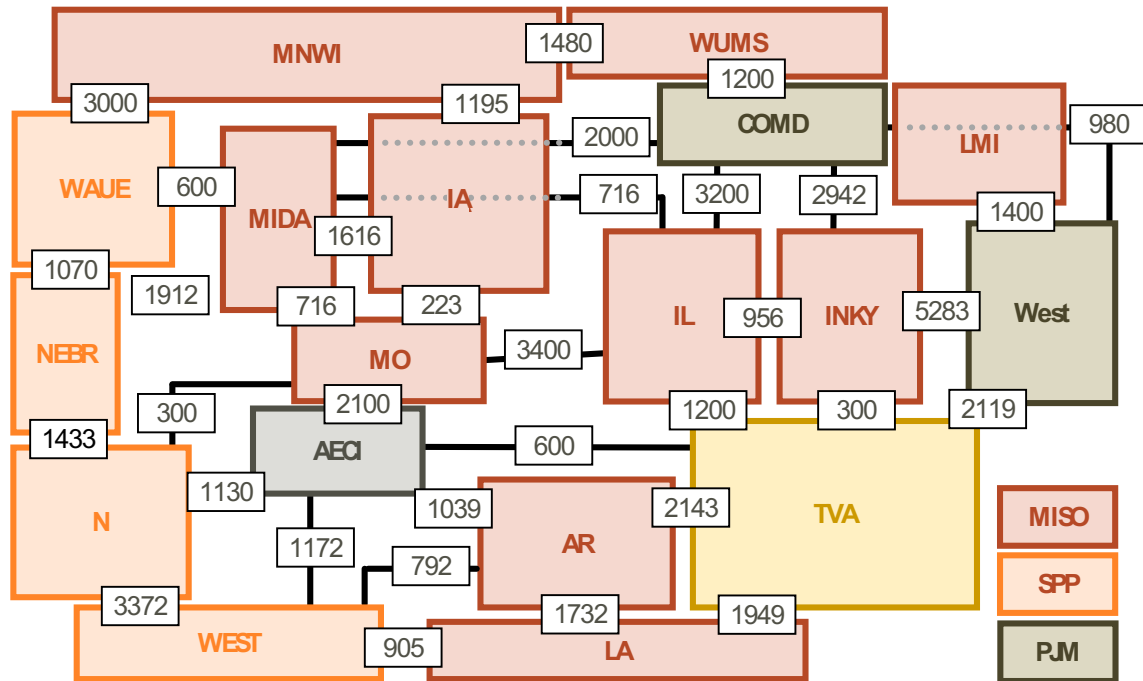 MNWI
1480
WUMS
3000
1195
1200
WAUE
600
MIDA
1616
IA
2000
716
COMD
3200
2942
LMI
980
1400
1070
1912
716
223
IL
956
INKY
5283
West
NEBR
MO
3400
300
2100
1200
300
2119
1433
AECI
600
N
1130
1039
2143
TVA
MISO
1172
792
AR
SPP
3372
1732
1949
WEST
905
LA
PJM